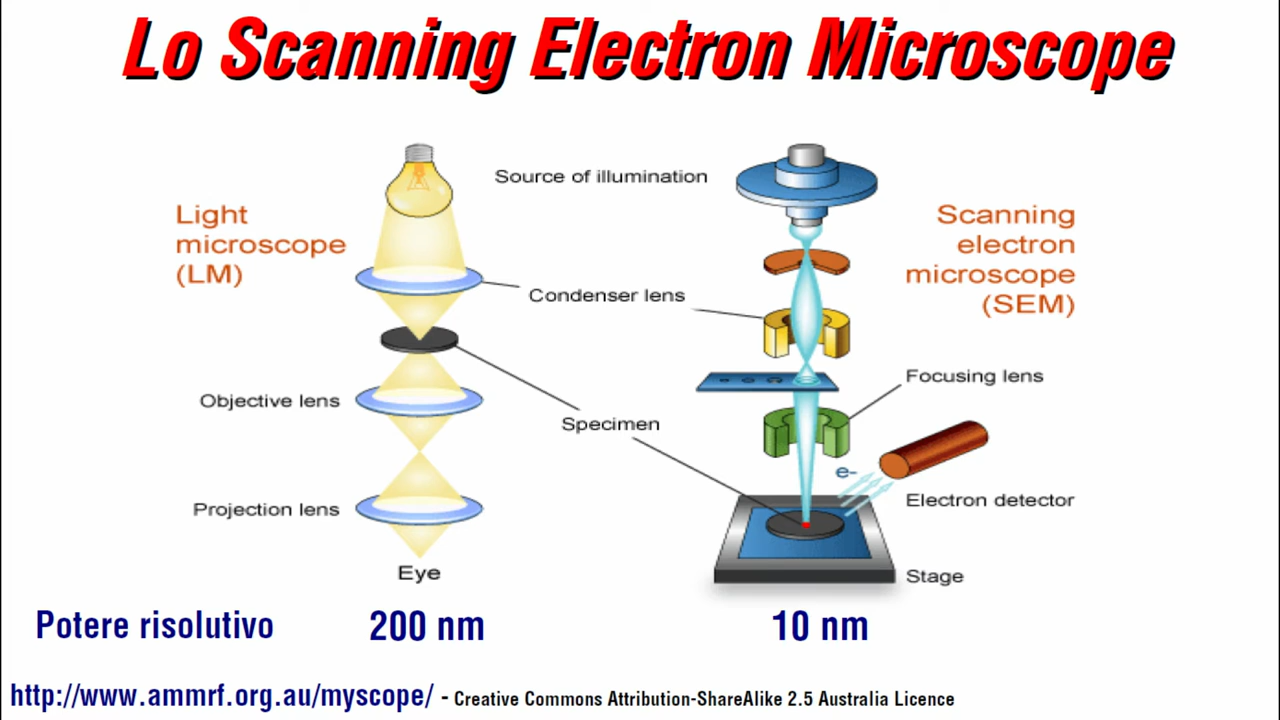 Lo Scanning Electron Microscope
Source of illumination
Light
microscope
(LM)
Scanning
electron
microscope
(SEM)
Condenser lens
Focusing lens
Objective lens
Specimen
e-
Electron detector
Projection lens
Eye
Stage
Potere risolutivo 200 nm 10 nm
http://www.ammrf.org.au/myscope/ - Creative Commons Attribution-ShareAlike 2.5 Australia Licence